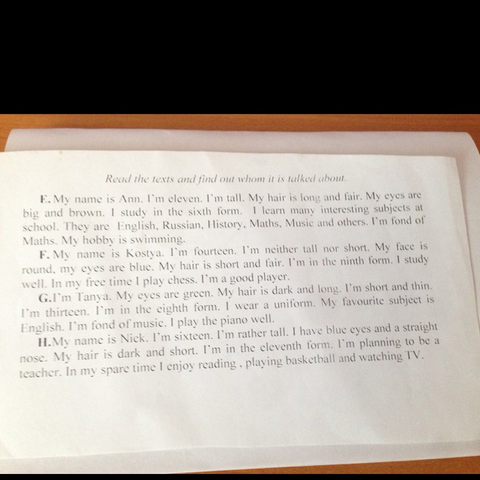 Read the texts and find out whom it is talked about.
E. My name is Ann. I'm eleven. I'm tall. My hair is long and fair. My eyes are
big and brown. I study in the sixth form. I learn many interesting subjects at
school. They are English, Russian, History, Maths, Music and others. I'm fond of
Maths. My hobby is swimming.
F. My name is Kostya. I'm fourteen. I'm neither tall nor short. My face is
round, my eyes are blue. My hair is short and fair. I'm in the ninth form. I study
well. In my free time I play chess. I'm a good player.
G.I'm Tanya. My eyes are green. My hair is dark and long. I'm short and thin.
I'm thirteen. I'm in the eighth form. I wear a uniform. My favourite subject is
English. I'm fond of music. I play the piano well.
H.My name is Nick. I'm sixteen. I'm rather tall. I have blue eyes and a straight
nose. My hair is dark and short. I'm in the eleventh form. I'm planning to be a
teacher. In my spare time I enjoy reading , playing basketball and watching TV.